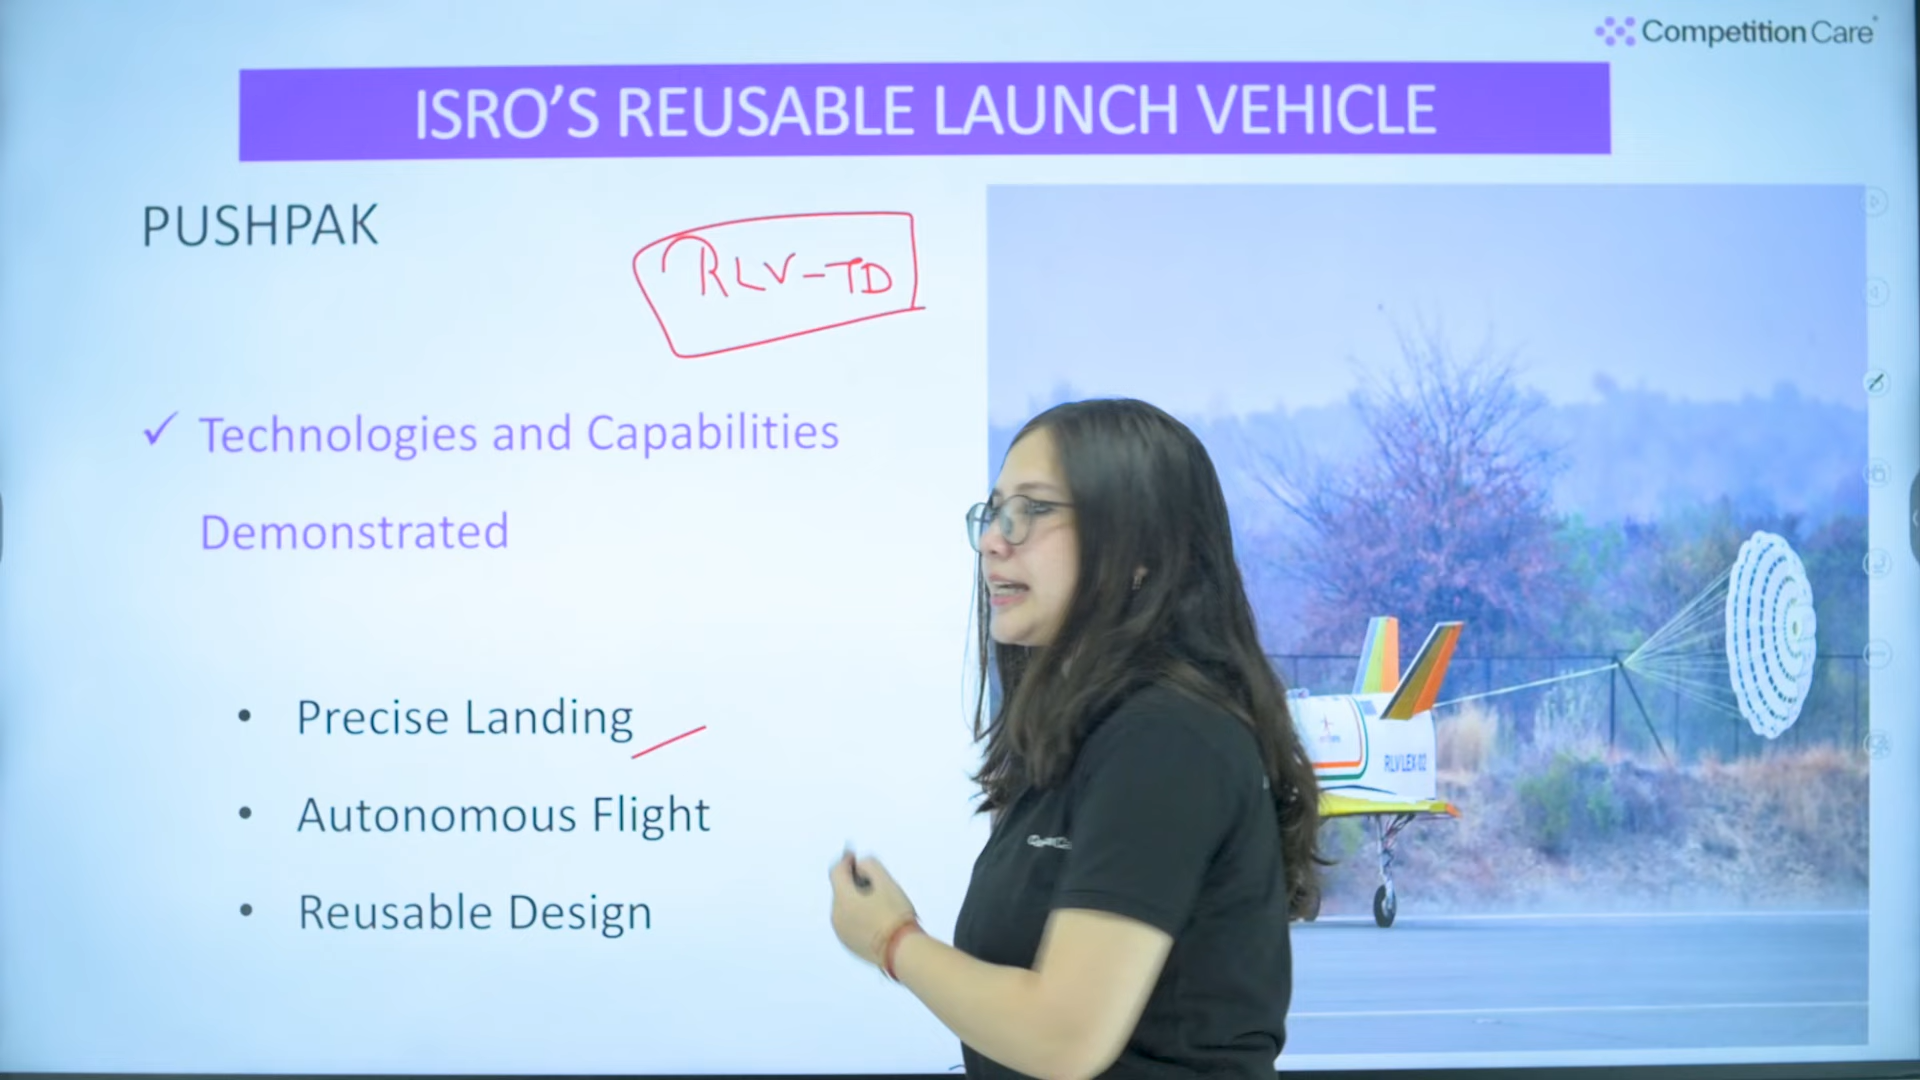 Competition Care
ISRO'S REUSABLE LAUNCH VEHICLE
PUSHPAK
RLV-TD
✓ Technologies and Capabilities
Demonstrated
• Precise Landing
• Autonomous Flight
• Reusable Design
RLV LEX 02